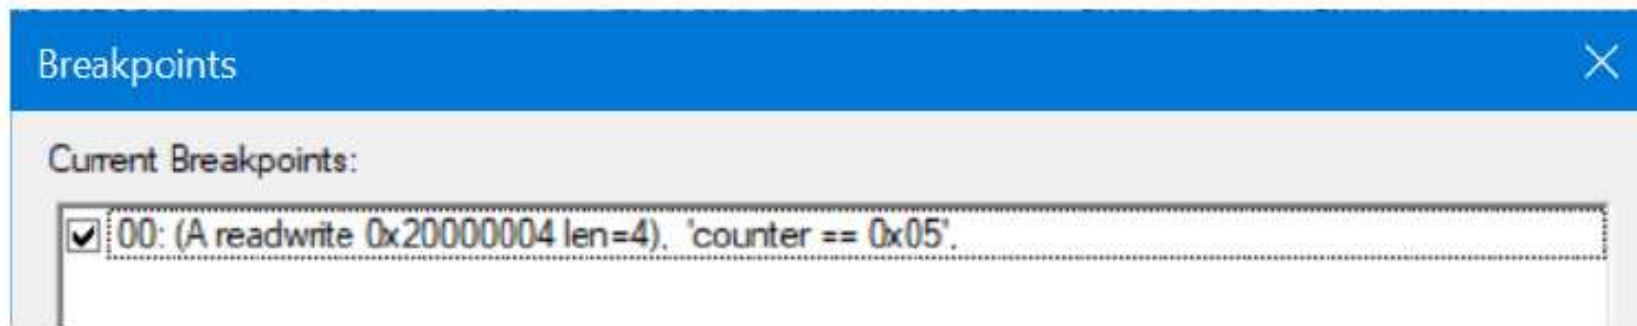 Breakpoints
Current Breakpoints:
00: (A readwrite 0x20000004 len=4),  'counter == 0x05',